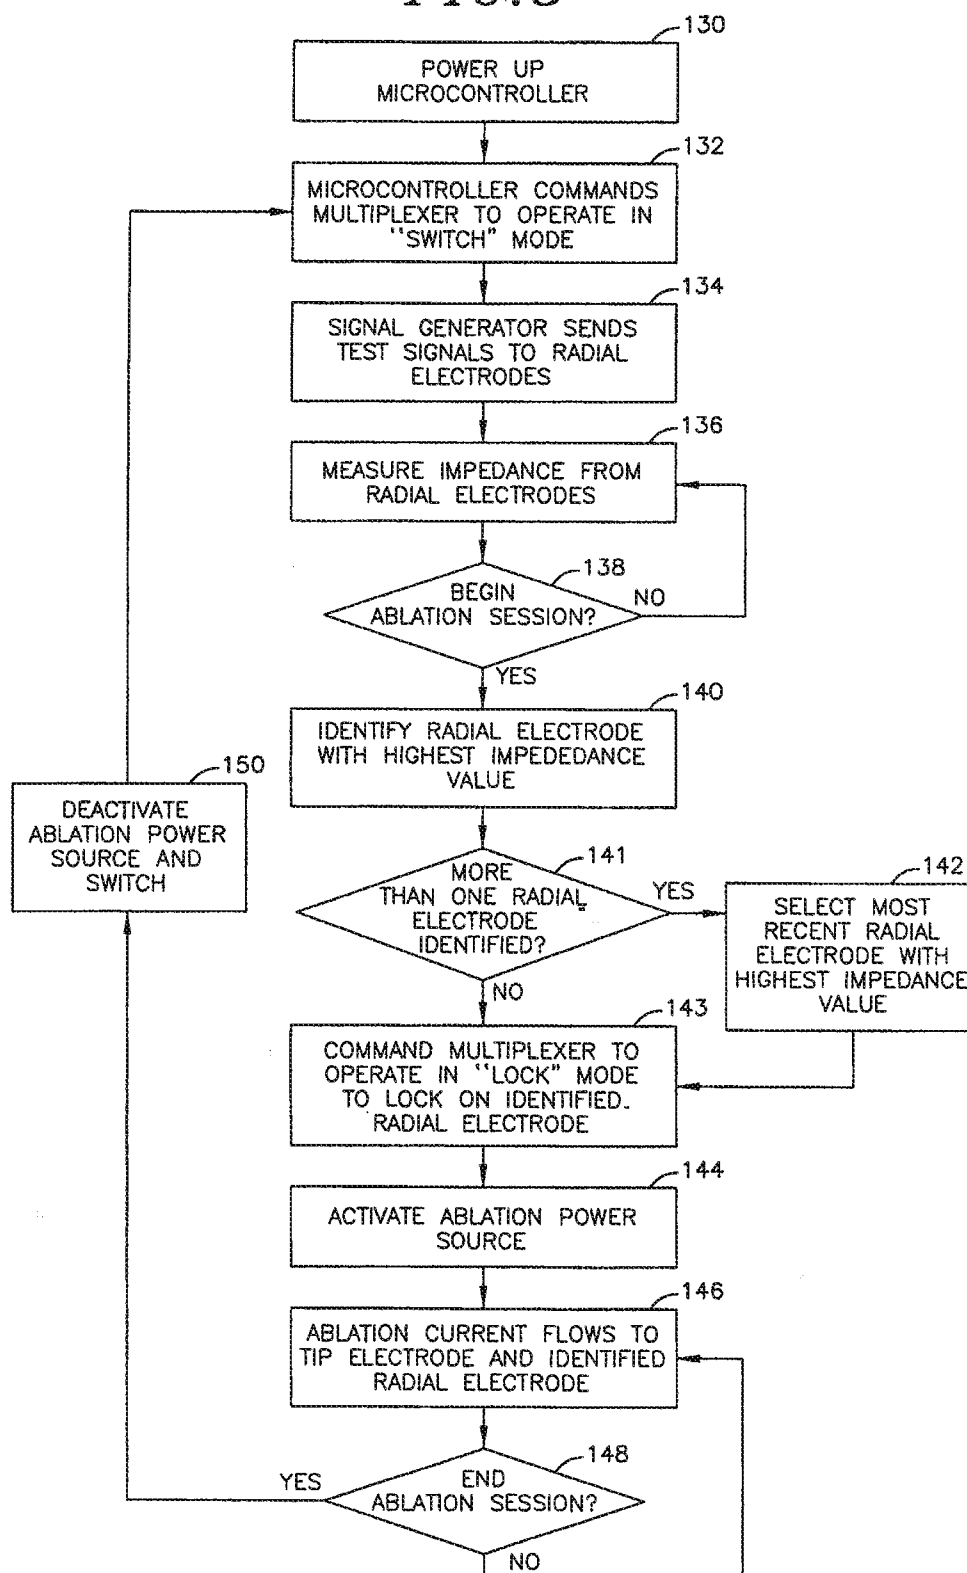 130
POWER UP
MICROCONTROLLER
132
MICROCONTROLLER COMMANDS
MULTIPLEXER TO OPERATE IN
"SWITCH" MODE
134
SIGNAL GENERATOR SENDS
TEST SIGNALS TO RADIAL
ELECTRODES
136
MEASURE IMPEDANCE FROM
RADIAL ELECTRODES
138
BEGIN
ABLATION SESSION?
NO
YES
140
IDENTIFY RADIAL ELECTRODE
WITH HIGHEST IMPEDEDANCE
VALUE
150
DEACTIVATE
ABLATION POWER
SOURCE AND
SWITCH
141
MORE
THAN ONE RADIAL
ELECTRODE
IDENTIFIED?
YES
NO
142
SELECT MOST
RECENT RADIAL
ELECTRODE WITH
HIGHEST IMPEDANCE
VALUE
143
COMMAND MULTIPLEXER TO
OPERATE IN "LOCK" MODE
TO LOCK ON IDENTIFIED
RADIAL ELECTRODE
144
ACTIVATE ABLATION POWER
SOURCE
146
ABLATION CURRENT FLOWS TO
TIP ELECTRODE AND IDENTIFIED
RADIAL ELECTRODE
148
END
ABLATION SESSION?
YES
NO